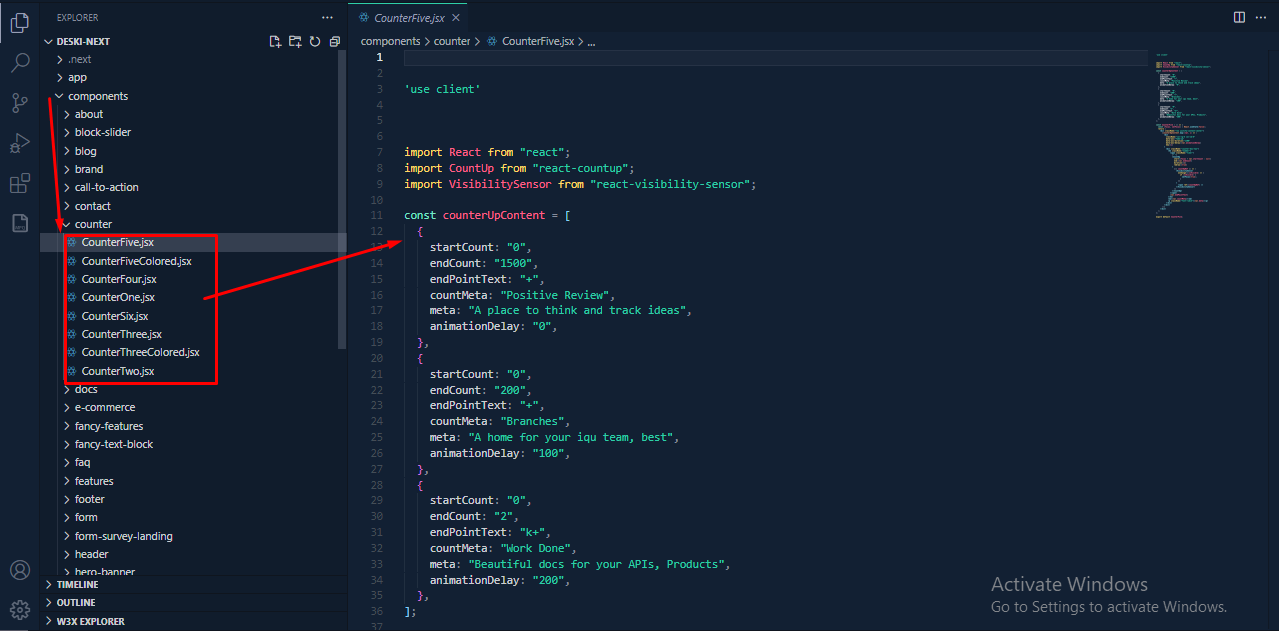 EXPLORER
DESKI-NEXT
.next
app
components
about
block-slider
blog
brand
call-to-action
contact
counter
CounterFive.jsx
CounterFiveColored.jsx
CounterFour.jsx
CounterOne.jsx
CounterSix.jsx
CounterThree.jsx
CounterThreeColored.jsx
CounterTwo.jsx
docs
e-commerce
fancy-features
fancy-text-block
faq
features
footer
form
form-survey-landing
header
hero-banner
TIMELINE
OUTLINE
W3X EXPLORER
CounterFive.jsx
components > counter > CounterFive.jsx > ...
1
2
3 'use client'
4
5
6
7 import React from "react";
8 import CountUp from "react-countup";
9 import VisibilitySensor from "react-visibility-sensor";
10
11 const counterUpContent = [
12 {
13 startCount: "0",
14 endCount: "1500",
15 endPointText: "+",
16 countMeta: "Positive Review",
17 meta: "A place to think and track ideas",
18 animationDelay: "0",
19 },
20 {
21 startCount: "0",
22 endCount: "200",
23 endPointText: "+",
24 countMeta: "Branches",
25 meta: "A home for your iqu team, best",
26 animationDelay: "100",
27 },
28 {
29 startCount: "0",
30 endCount: "2",
31 endPointText: "k+",
32 countMeta: "Work Done",
33 meta: "Beautiful docs for your APIs, Products",
34 animationDelay: "200",
35 },
36 ];
37
Activate Windows
Go to Settings to activate Windows.